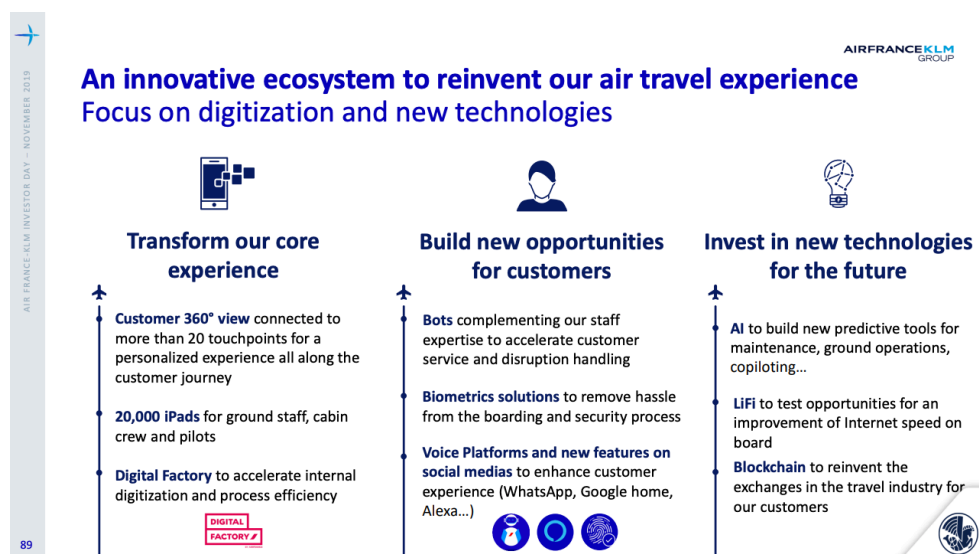 AIR FRANCE-KLM INVESTOR DAY – NOVEMBER 2019
AIRFRANCEKLM
GROUP
An innovative ecosystem to reinvent our air travel experience
Focus on digitization and new technologies
Transform our core
experience
Customer 360° view connected to
more than 20 touchpoints for a
personalized experience all along the
customer journey
20,000 iPads for ground staff, cabin
crew and pilots
Digital Factory to accelerate internal
digitization and process efficiency
DIGITAL
FACTORY
Build new opportunities
for customers
Bots complementing our staff
expertise to accelerate customer
service and disruption handling
Biometrics solutions to remove hassle
from the boarding and security process
Voice Platforms and new features on
social medias to enhance customer
experience (WhatsApp, Google home,
Alexa...)
Invest in new technologies
for the future
AI to build new predictive tools for
maintenance, ground operations,
copiloting...
LiFi to test opportunities for an
improvement of Internet speed on
board
Blockchain to reinvent the
exchanges in the travel industry for
our customers
89